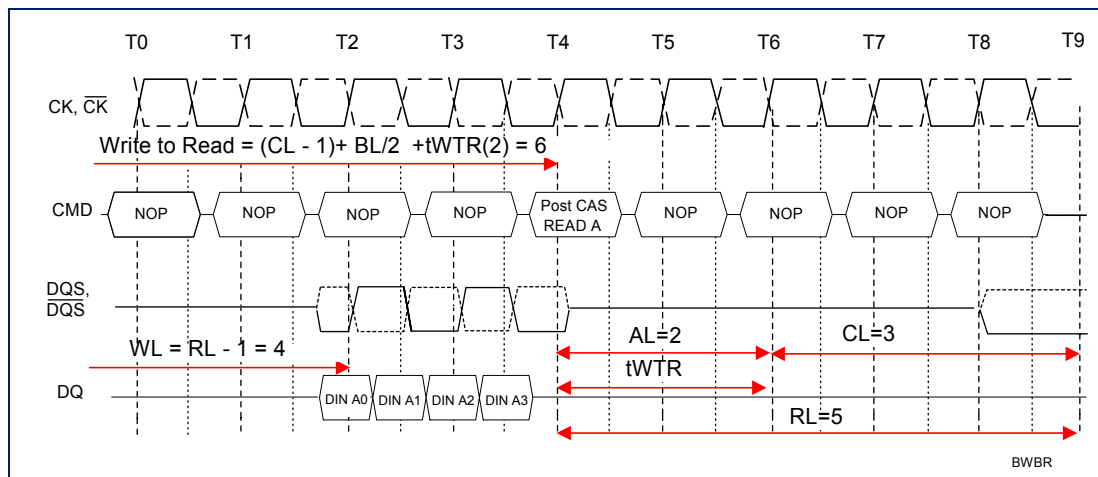 T0 T1 T2 T3 T4 T5 T6 T7 T8 T9
CK, CK
Write to Read = (CL - 1)+ BL/2 +tWTR(2) = 6
CMD NOP NOP NOP NOP Post CAS READ A NOP NOP NOP NOP
DQS,
DQS
WL = RL - 1 = 4
AL=2 CL=3
tWTR
DQ DIN A0 DIN A1 DIN A2 DIN A3
RL=5
BWBR